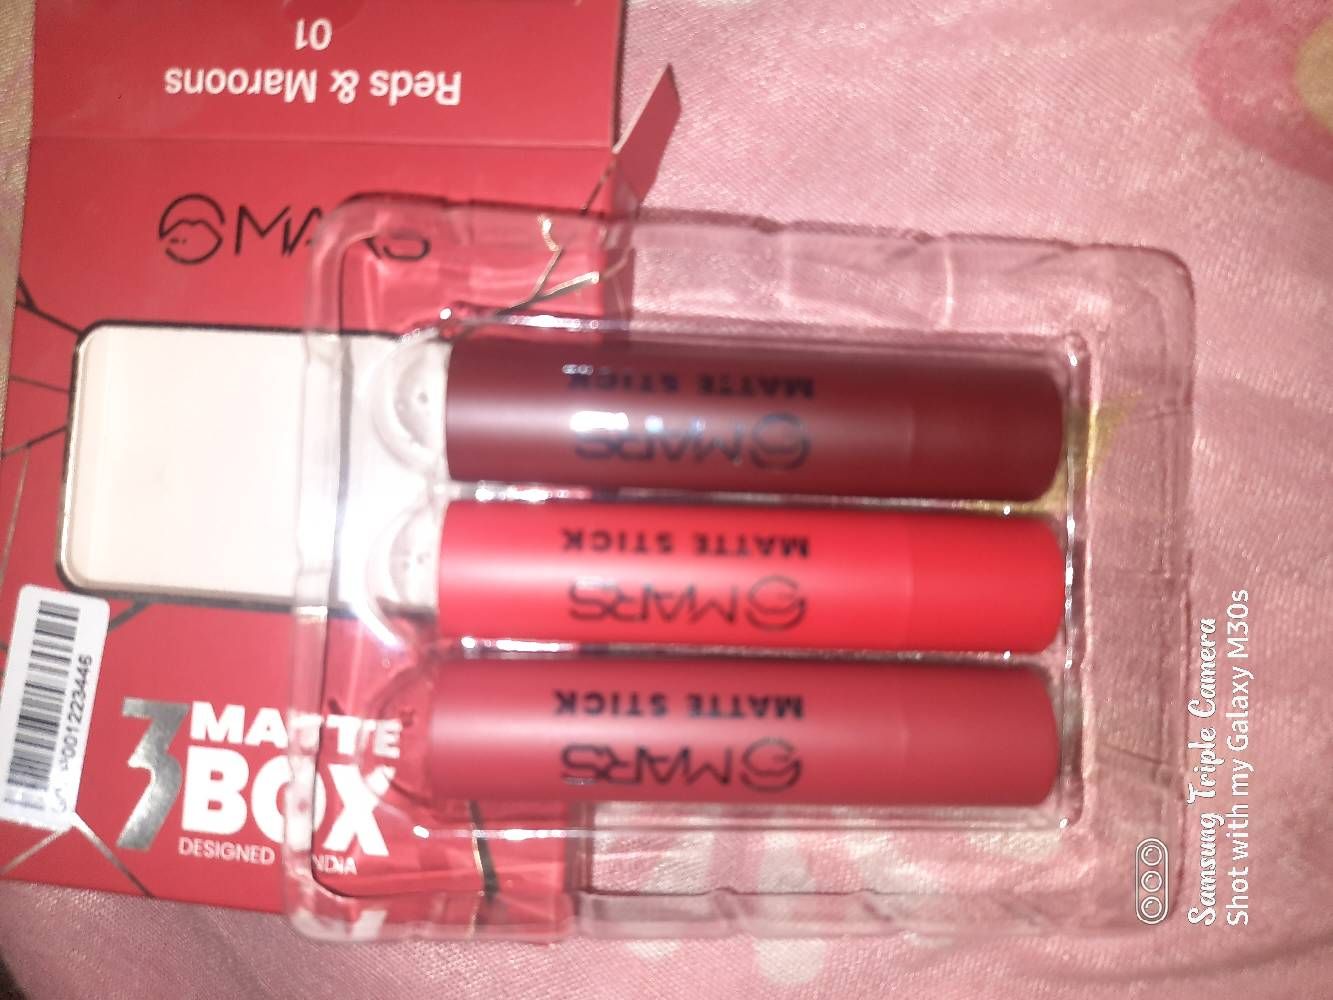 Reds & Maroons
01
MARS
3 MATTE
BOX
DESIGNED INDIA
MATTE STICK
MARS
MATTE STICK
MARS
MATTE STICK
MARS
Samsung Triple Camera
Shot with my Galaxy M30s